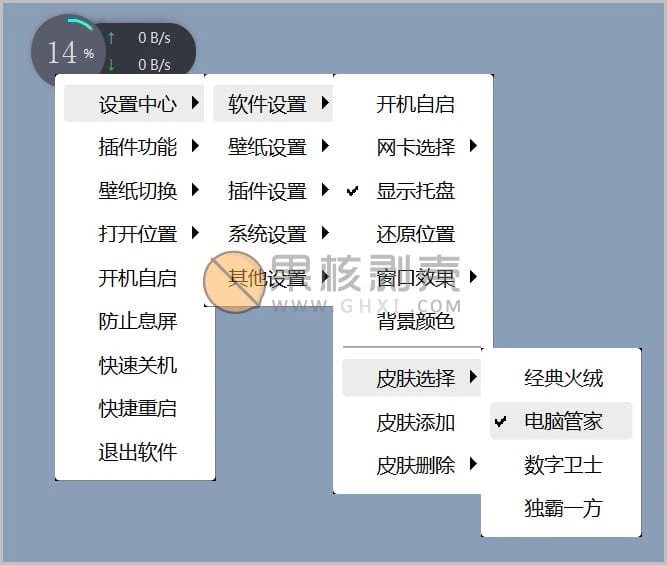 14 %
↑ 0 B/s
↓ 0 B/s
设置中心
插件功能
壁纸切换
打开位置
开机自启
防止息屏
快速关机
快捷重启
退出软件
软件设置
壁纸设置
插件设置
系统设置
其他设置
开机自启
网卡选择
显示托盘
还原位置
窗口效果
背景颜色
皮肤选择
皮肤添加
皮肤删除
经典火绒
电脑管家
数字卫士
独霸一方
果核剥壳
WWW.GHXI.COM